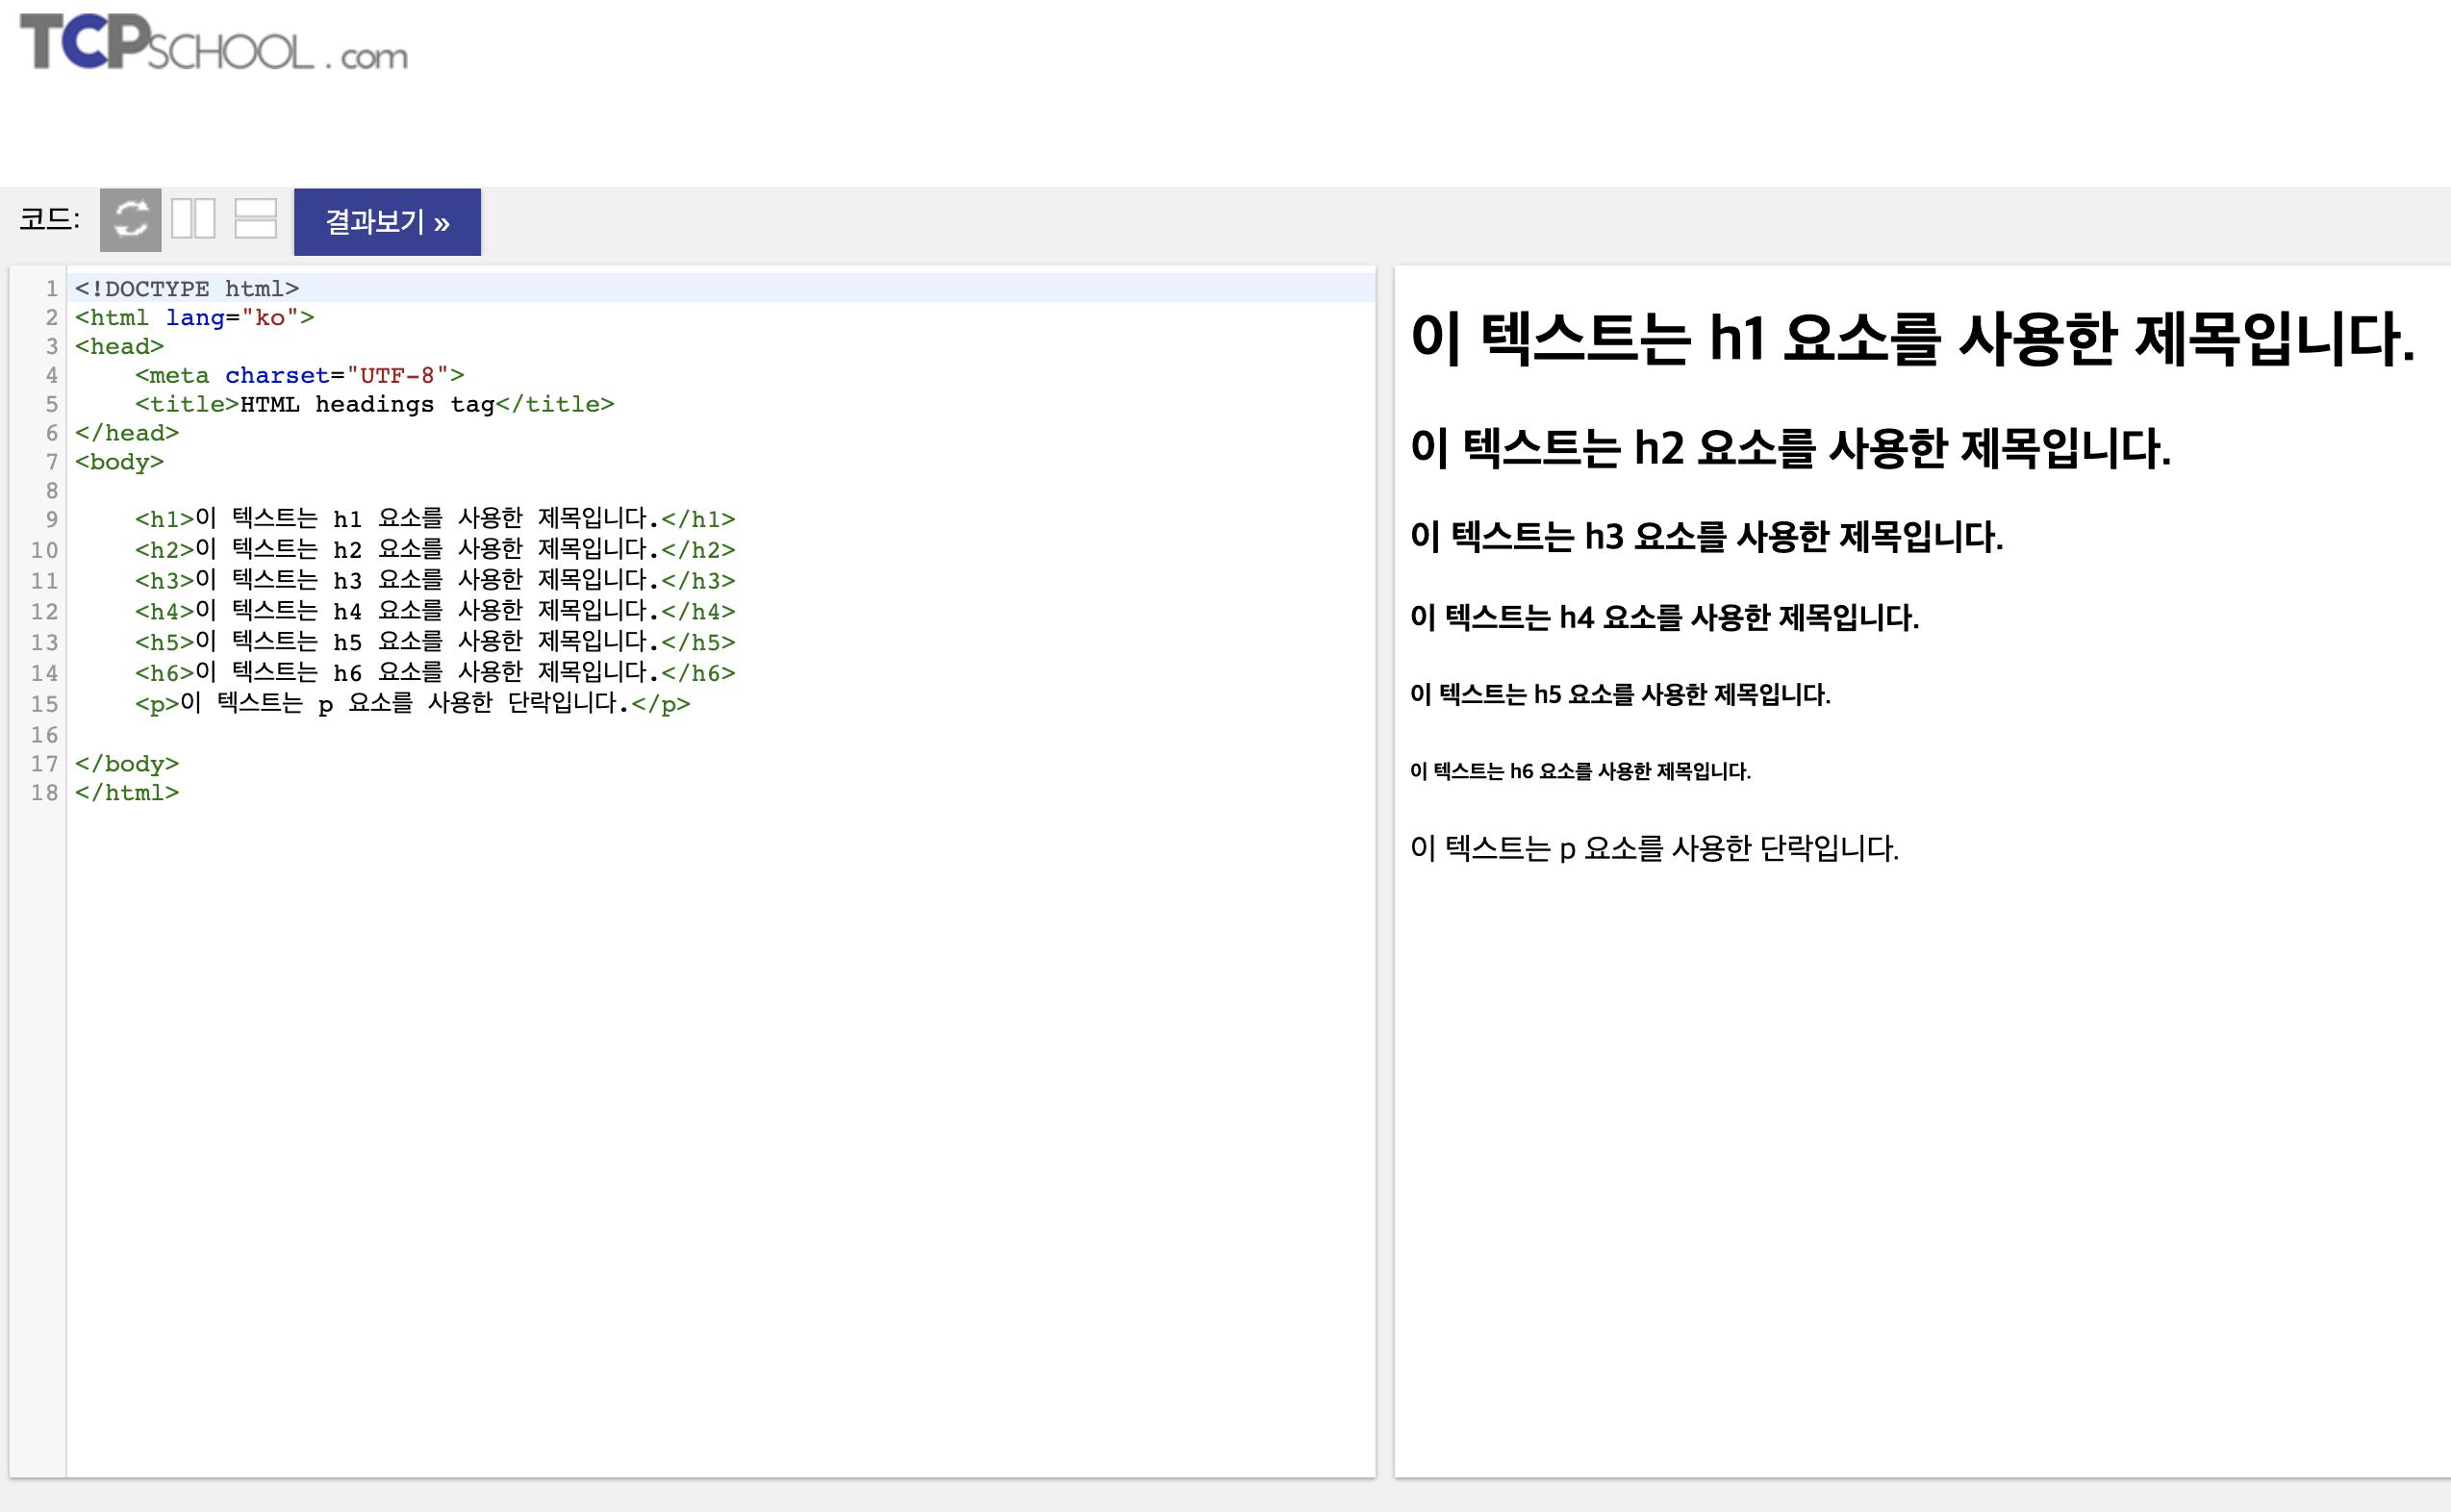 TCPSCHOOL.com
코드:
결과보기 »
1 <!DOCTYPE html>
2 <html lang="ko">
3 <head>
4     <meta charset="UTF-8">
5     <title>HTML headings tag</title>
6 </head>
7 <body>
8
9     <h1>이 텍스트는 h1 요소를 사용한 제목입니다.</h1>
10     <h2>이 텍스트는 h2 요소를 사용한 제목입니다.</h2>
11     <h3>이 텍스트는 h3 요소를 사용한 제목입니다.</h3>
12     <h4>이 텍스트는 h4 요소를 사용한 제목입니다.</h4>
13     <h5>이 텍스트는 h5 요소를 사용한 제목입니다.</h5>
14     <h6>이 텍스트는 h6 요소를 사용한 제목입니다.</h6>
15     <p>이 텍스트는 p 요소를 사용한 단락입니다.</p>
16
17 </body>
18 </html>
이 텍스트는 h1 요소를 사용한 제목입니다.
이 텍스트는 h2 요소를 사용한 제목입니다.
이 텍스트는 h3 요소를 사용한 제목입니다.
이 텍스트는 h4 요소를 사용한 제목입니다.
이 텍스트는 h5 요소를 사용한 제목입니다.
이 텍스트는 h6 요소를 사용한 제목입니다.
이 텍스트는 p 요소를 사용한 단락입니다.